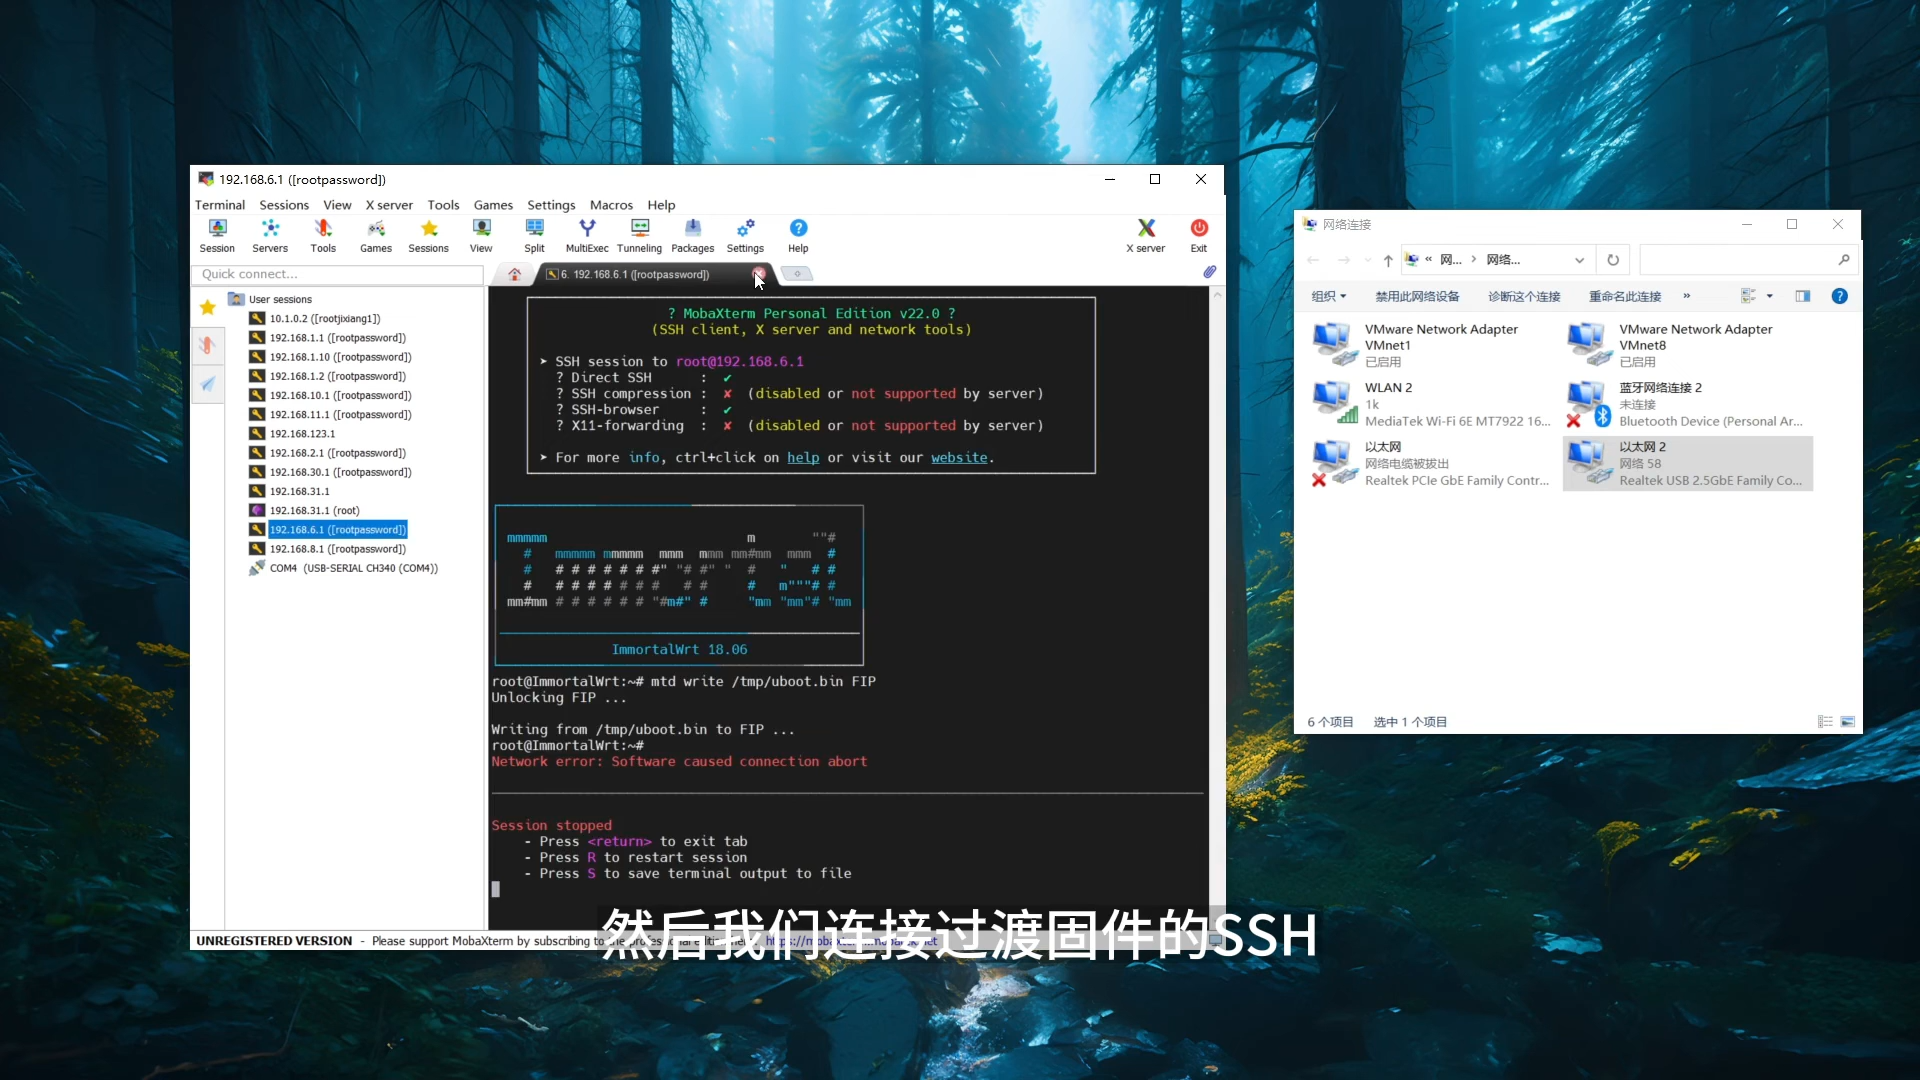 192.168.6.1 ([rootpassword])
Terminal Sessions View X server Tools Games Settings Macros Help
Session Servers Tools Games Sessions View Split MultiExec Tunneling Packages Settings Help X server Exit
Quick connect...
6. 192.168.6.1 ([rootpassword])
User sessions
10.1.0.2 ([rootjixiang1])
192.168.1.1 ([rootpassword])
192.168.1.10 ([rootpassword])
192.168.1.2 ([rootpassword])
192.168.10.1 ([rootpassword])
192.168.11.1 ([rootpassword])
192.168.123.1
192.168.2.1 ([rootpassword])
192.168.30.1 ([rootpassword])
192.168.31.1
192.168.31.1 (root)
192.168.6.1 ([rootpassword])
192.168.8.1 ([rootpassword])
COM4 (USB-SERIAL CH340 (COM4))
? MobaXterm Personal Edition v22.0 ?
(SSH client, X server and network tools)
➤ SSH session to root@192.168.6.1
? Direct SSH : ✔
? SSH compression : ✘ (disabled or not supported by server)
? SSH-browser : ✔
? X11-forwarding : ✘ (disabled or not supported by server)
➤ For more info, ctrl+click on help or visit our website.
ImmortalWrt 18.06
root@ImmortalWrt:~# mtd write /tmp/uboot.bin FIP
Unlocking FIP ...
Writing from /tmp/uboot.bin to FIP ...
root@ImmortalWrt:~#
Network error: Software caused connection abort
Session stopped
- Press <return> to exit tab
- Press R to restart session
- Press S to save terminal output to file
UNREGISTERED VERSION - Please support MobaXterm by subscribing to the professional edition here: https://mobaxterm.mobatek.net
网络连接
« 网... › 网络...
组织 禁用此网络设备 诊断这个连接 重命名此连接 »
VMware Network Adapter VMnet1
已启用
VMware Network Adapter VMnet8
已启用
WLAN 2
1k
MediaTek Wi-Fi 6E MT7922 16...
蓝牙网络连接 2
未连接
Bluetooth Device (Personal Ar...
以太网
网络电缆被拔出
Realtek PCIe GbE Family Contr...
以太网 2
网络 58
Realtek USB 2.5GbE Family Co...
6 个项目 选中 1 个项目
然后我们连接过渡固件的SSH